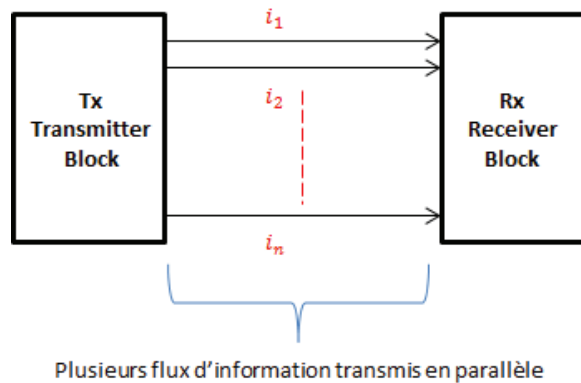 i₁
Tx
Transmitter
Block
i₂
Rx
Receiver
Block
iₙ
Plusieurs flux d'information transmis en parallèle